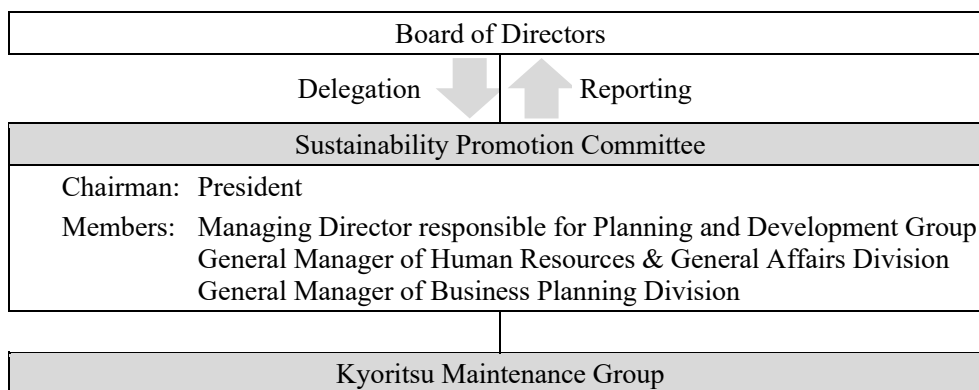 Board of Directors
Delegation Reporting
Sustainability Promotion Committee
Chairman: President
Members: Managing Director responsible for Planning and Development Group
General Manager of Human Resources & General Affairs Division
General Manager of Business Planning Division
Kyoritsu Maintenance Group